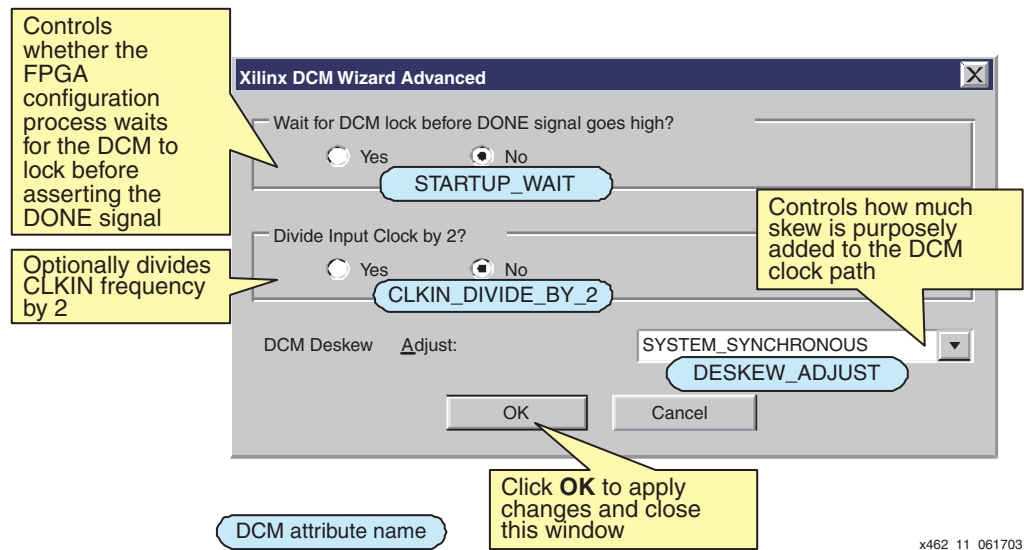 Controls
whether the
FPGA
configuration
process waits
for the DCM to
lock before
asserting the
DONE signal
Xilinx DCM Wizard Advanced
X
Wait for DCM lock before DONE signal goes high?
Yes
No
STARTUP_WAIT
Controls how much
skew is purposely
added to the DCM
clock path
Divide Input Clock by 2?
Optionally divides
CLKIN frequency
by 2
Yes
No
CLKIN_DIVIDE_BY_2
DCM Deskew Adjust:
SYSTEM_SYNCHRONOUS
DESKEW_ADJUST
OK
Cancel
Click OK to apply
changes and close
this window
DCM attribute name
x462_11_061703